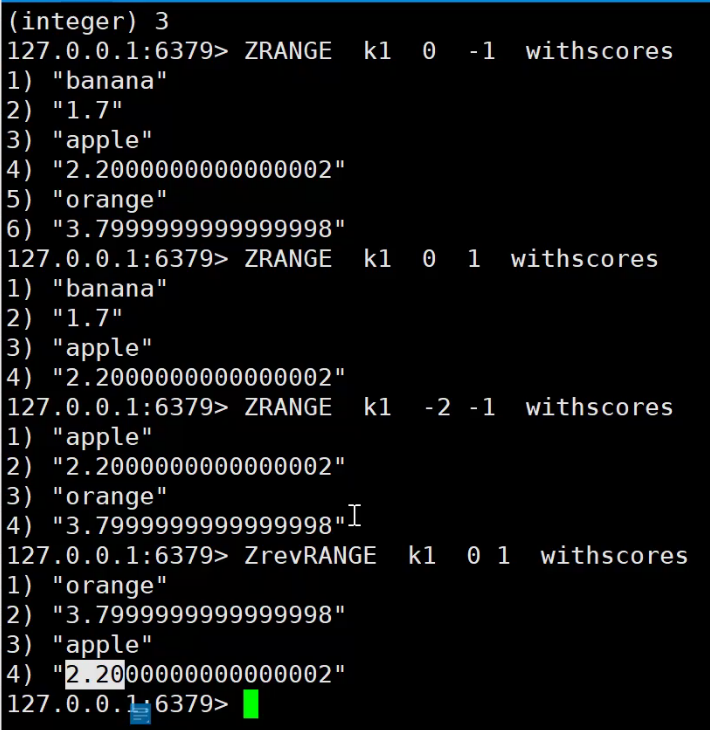 (integer) 3
127.0.0.1:6379> ZRANGE  k1  0  -1  withscores
1) "banana"
2) "1.7"
3) "apple"
4) "2.2000000000000002"
5) "orange"
6) "3.7999999999999998"
127.0.0.1:6379> ZRANGE  k1  0  1  withscores
1) "banana"
2) "1.7"
3) "apple"
4) "2.2000000000000002"
127.0.0.1:6379> ZRANGE  k1  -2 -1  withscores
1) "apple"
2) "2.2000000000000002"
3) "orange"
4) "3.7999999999999998"
127.0.0.1:6379> ZrevRANGE  k1  0 1  withscores
1) "orange"
2) "3.7999999999999998"
3) "apple"
4) "2.2000000000000002"
127.0.0.1:6379>